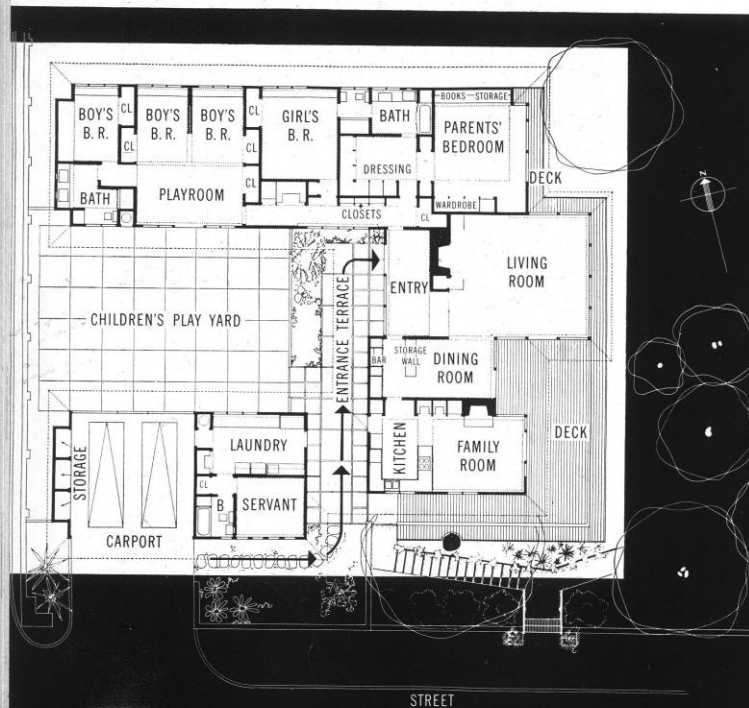 BOY'S
B. R.
CL
BOY'S
B. R.
BOY'S
B. R.
CL
CL
GIRL'S
B. R.
BATH
BOOKS — STORAGE
PARENTS'
BEDROOM
DRESSING
DECK
N
BATH
PLAYROOM
CL
CLOSETS
CL
WARDROBE
LIVING
ROOM
ENTRY
CHILDREN'S PLAY YARD
ENTRANCE TERRACE
BAR
STORAGE
WALL
DINING
ROOM
DECK
STORAGE
LAUNDRY
KITCHEN
FAMILY
ROOM
CL
B
SERVANT
CARPORT
STREET